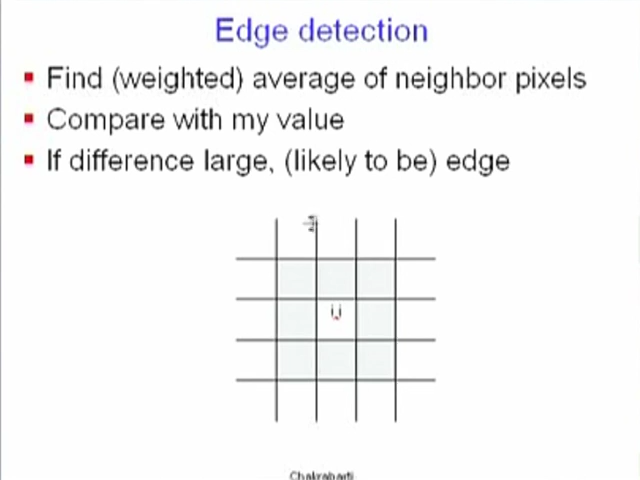 Edge detection
Find (weighted) average of neighbor pixels
Compare with my value
If difference large, (likely to be) edge
Chakrabarti